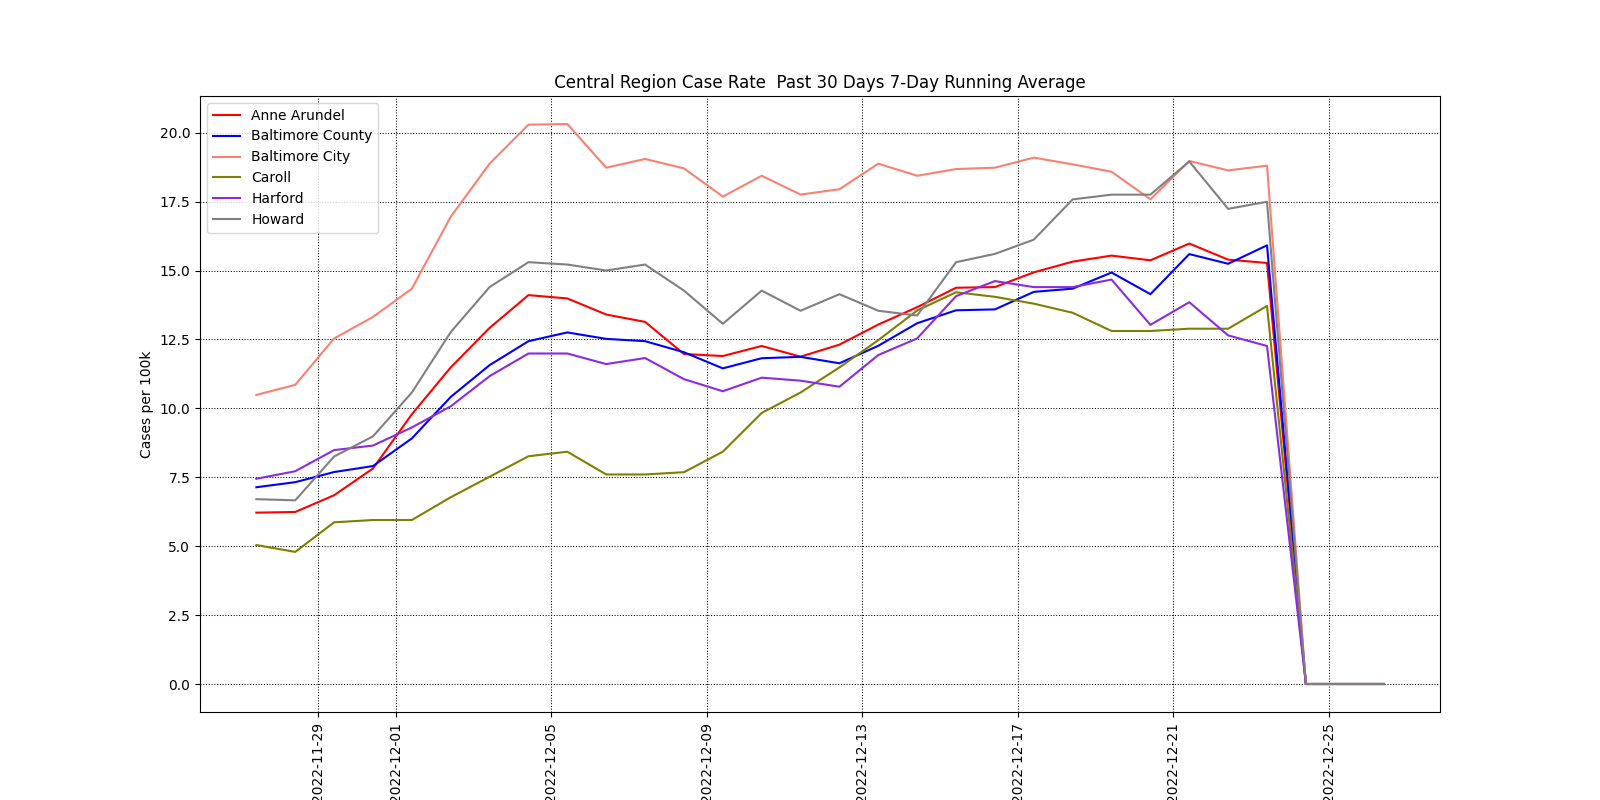 Central Region Case Rate  Past 30 Days 7-Day Running Average
Anne Arundel
Baltimore County
Baltimore City
Caroll
Harford
Howard
Cases per 100k
20.0
17.5
15.0
12.5
10.0
7.5
5.0
2.5
0.0
2022-11-29
2022-12-01
2022-12-05
2022-12-09
2022-12-13
2022-12-17
2022-12-21
2022-12-25